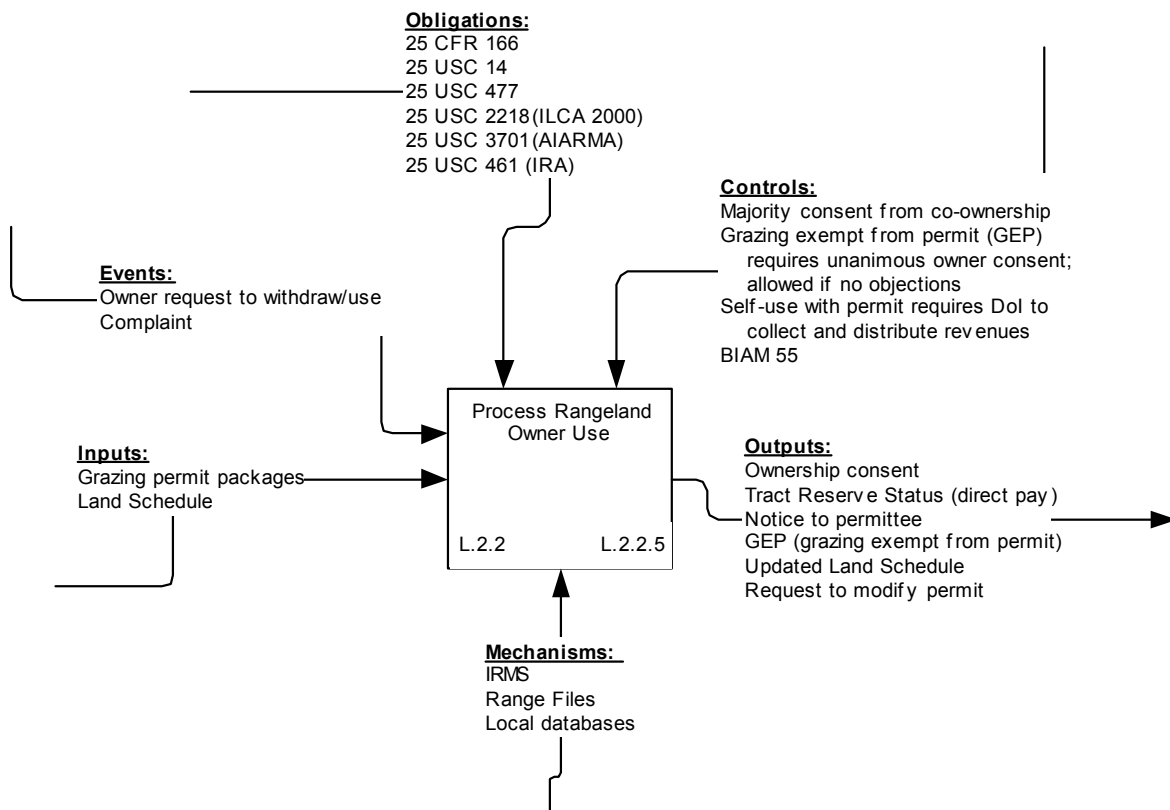 Obligations:
25 CFR 166
25 USC 14
25 USC 477
25 USC 2218(ILCA 2000)
25 USC 3701(AIARMA)
25 USC 461 (IRA)
Controls:
Majority consent from co-ownership
Grazing exempt from permit (GEP)
requires unanimous owner consent;
allowed if no objections
Self-use with permit requires DoI to
collect and distribute revenues
BIAM 55
Events:
Owner request to withdraw/use
Complaint
Process Rangeland
Owner Use
L.2.2 L.2.2.5
Inputs:
Grazing permit packages
Land Schedule
Outputs:
Ownership consent
Tract Reserve Status (direct pay)
Notice to permittee
GEP (grazing exempt from permit)
Updated Land Schedule
Request to modify permit
Mechanisms:
IRMS
Range Files
Local databases